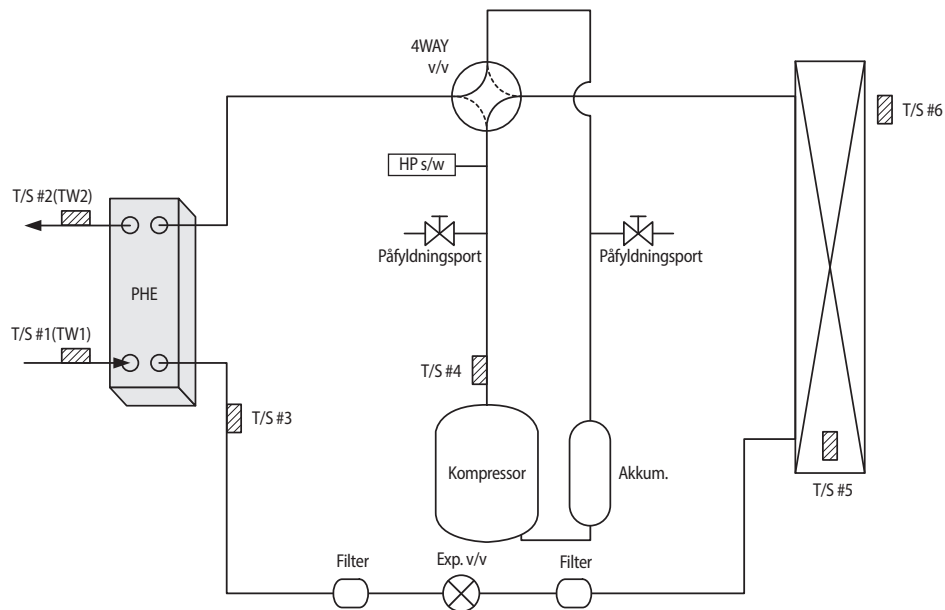 4WAY
v/v
T/S #6
HP s/w
T/S #2(TW2)
Påfyldningsport
Påfyldningsport
PHE
T/S #1(TW1)
T/S #4
T/S #3
Kompressor
Akkum.
T/S #5
Filter
Exp. v/v
Filter